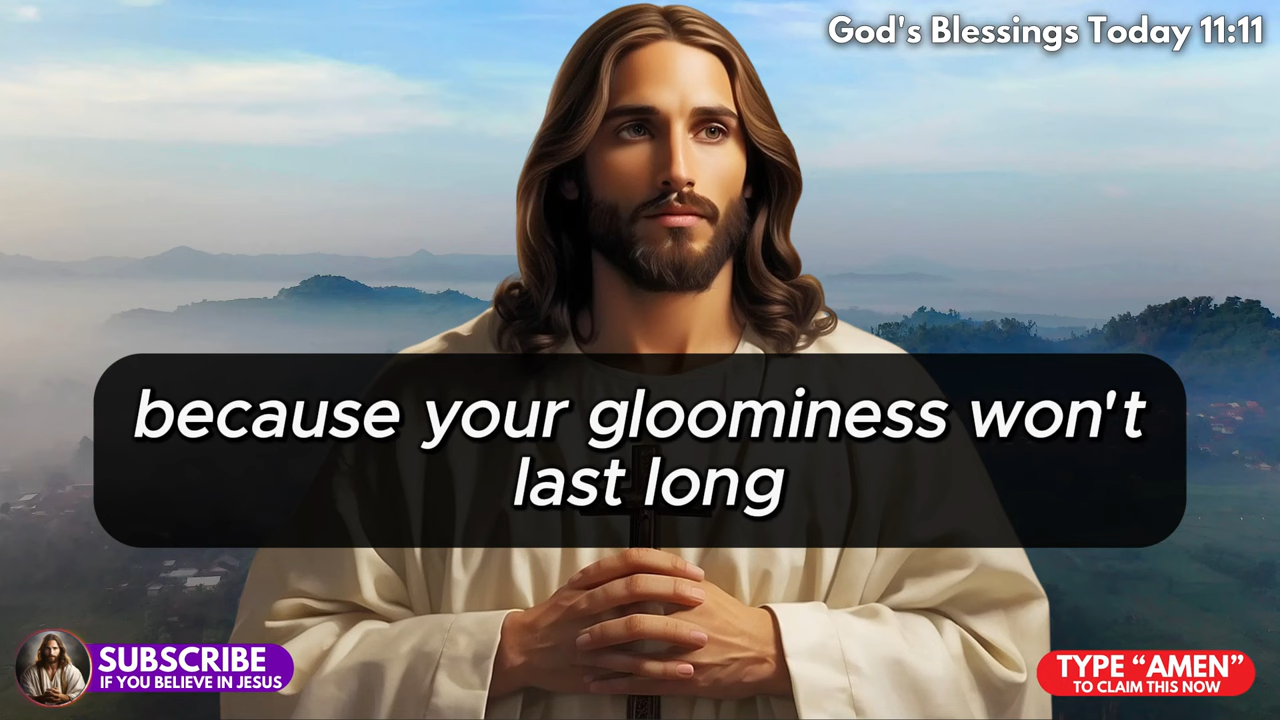 God's Blessings Today 11:11
because your gloominess won't
last long
SUBSCRIBE
IF YOU BELIEVE IN JESUS
TYPE “AMEN”
TO CLAIM THIS NOW